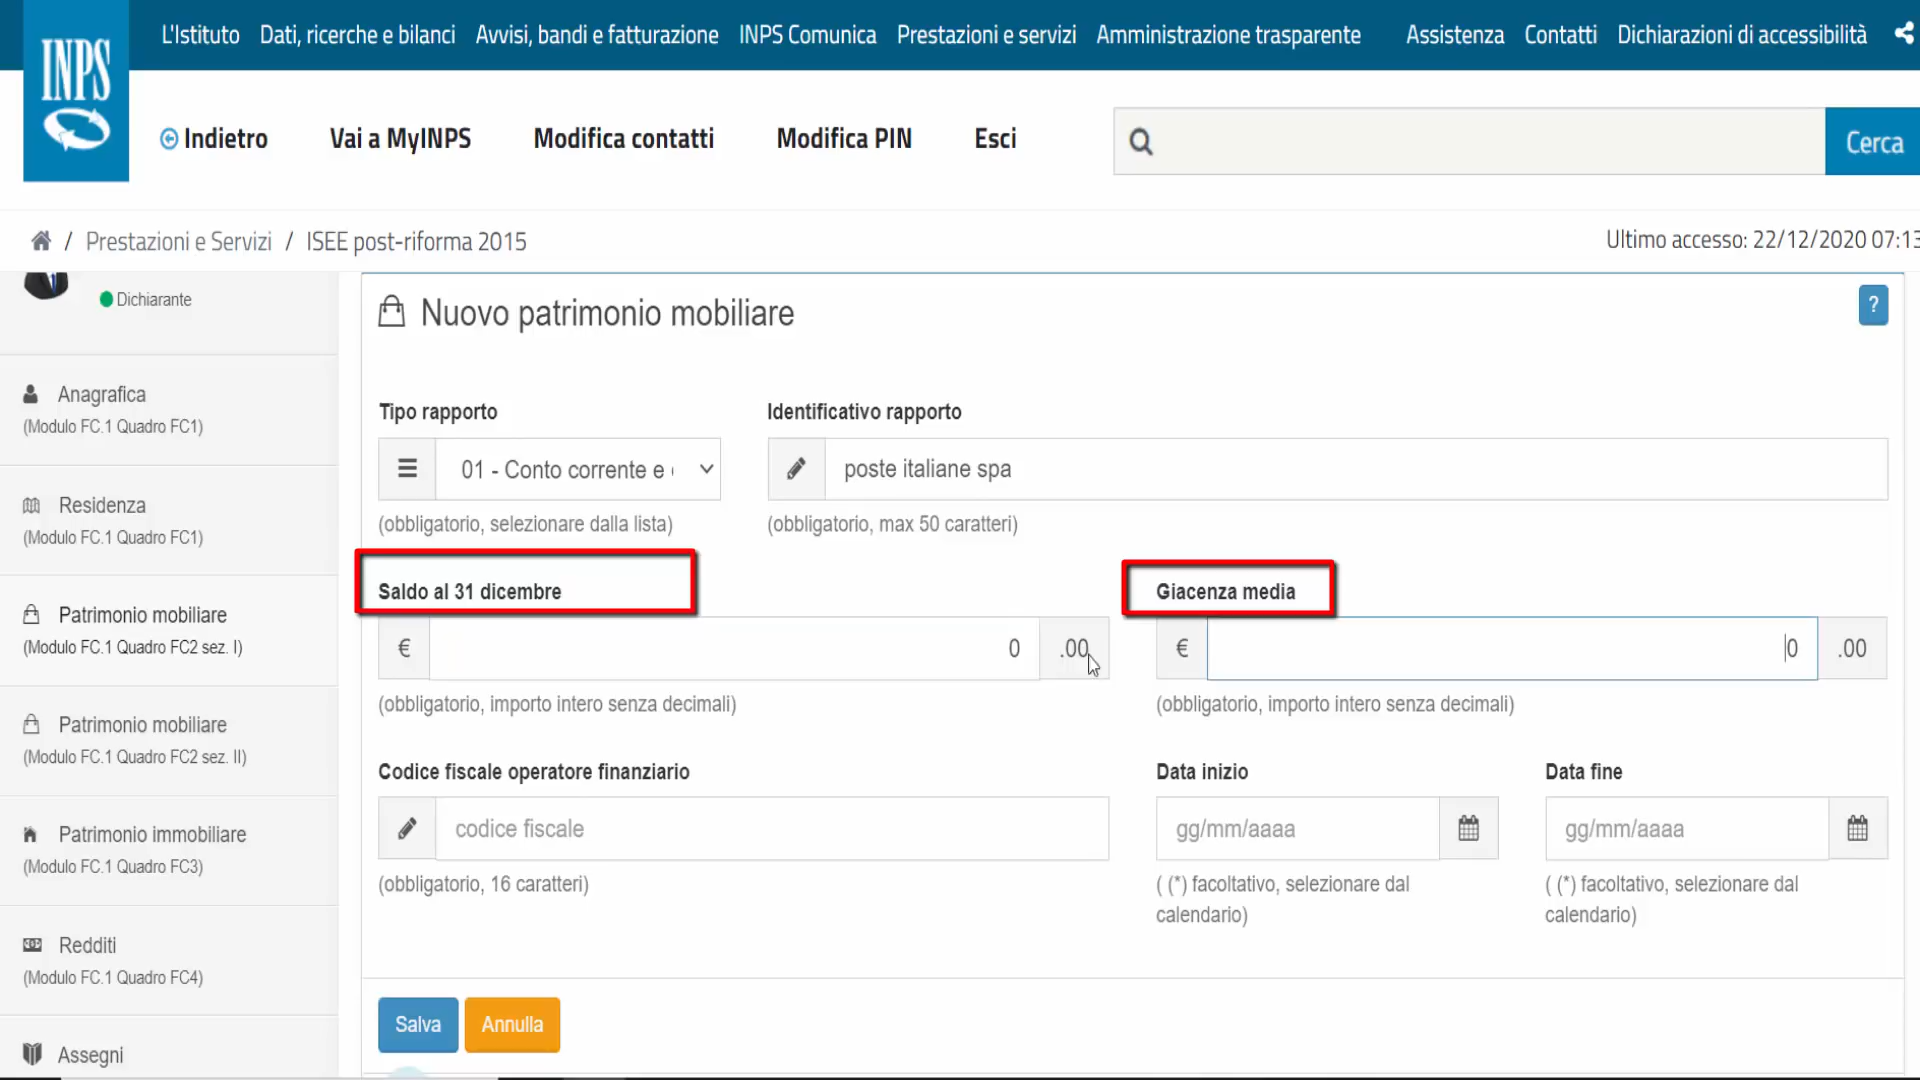 INPS
L'Istituto Dati, ricerche e bilanci Avvisi, bandi e fatturazione INPS Comunica Prestazioni e servizi Amministrazione trasparente Assistenza Contatti Dichiarazioni di accessibilità
Indietro Vai a MyINPS Modifica contatti Modifica PIN Esci Cerca
/ Prestazioni e Servizi / ISEE post-riforma 2015 Ultimo accesso: 22/12/2020 07:13
Dichiarante
Anagrafica
(Modulo FC.1 Quadro FC1)
Residenza
(Modulo FC.1 Quadro FC1)
Patrimonio mobiliare
(Modulo FC.1 Quadro FC2 sez. I)
Patrimonio mobiliare
(Modulo FC.1 Quadro FC2 sez. II)
Patrimonio immobiliare
(Modulo FC.1 Quadro FC3)
Redditi
(Modulo FC.1 Quadro FC4)
Assegni
Nuovo patrimonio mobiliare ?
Tipo rapporto Identificativo rapporto
01 - Conto corrente e poste italiane spa
(obbligatorio, selezionare dalla lista) (obbligatorio, max 50 caratteri)
Saldo al 31 dicembre Giacenza media
€ 0 .00 € 0 .00
(obbligatorio, importo intero senza decimali) (obbligatorio, importo intero senza decimali)
Codice fiscale operatore finanziario Data inizio Data fine
codice fiscale gg/mm/aaaa gg/mm/aaaa
(obbligatorio, 16 caratteri) ( (*) facoltativo, selezionare dal ( (*) facoltativo, selezionare dal
calendario) calendario)
Salva Annulla